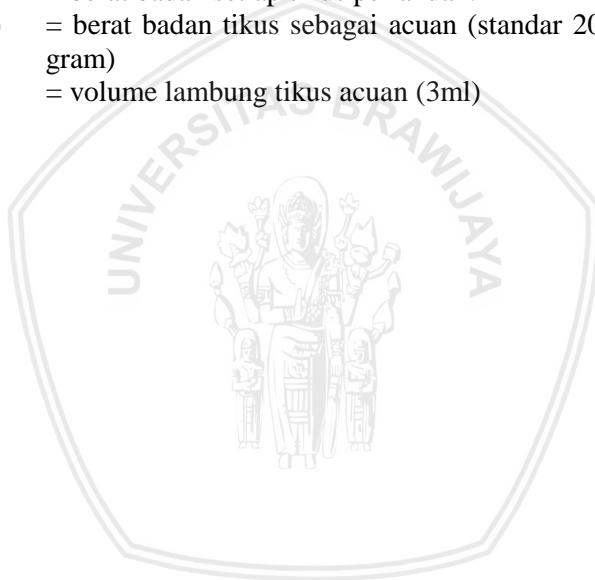 = berat badan tikus sebagai acuan (standar 20
gram)
= volume lambung tikus acuan (3ml)
UNIVERSITAS BRAWIJAYA